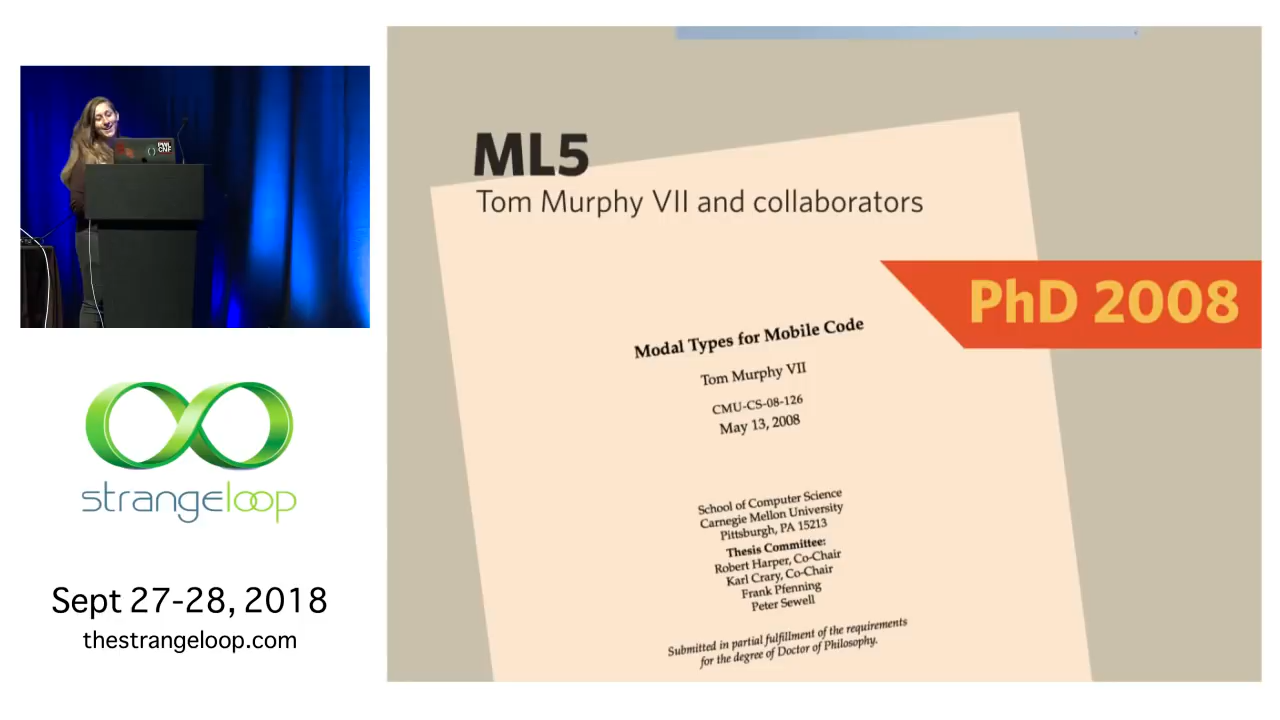 PWL
CNF
strangeloop
Sept 27-28, 2018
thestrangeloop.com
ML5
Tom Murphy VII and collaborators
PhD 2008
Modal Types for Mobile Code
Tom Murphy VII
CMU-CS-08-126
May 13, 2008
School of Computer Science
Carnegie Mellon University
Pittsburgh, PA 15213
Thesis Committee:
Robert Harper, Co-Chair
Karl Crary, Co-Chair
Frank Pfenning
Peter Sewell
Submitted in partial fulfillment of the requirements
for the degree of Doctor of Philosophy.